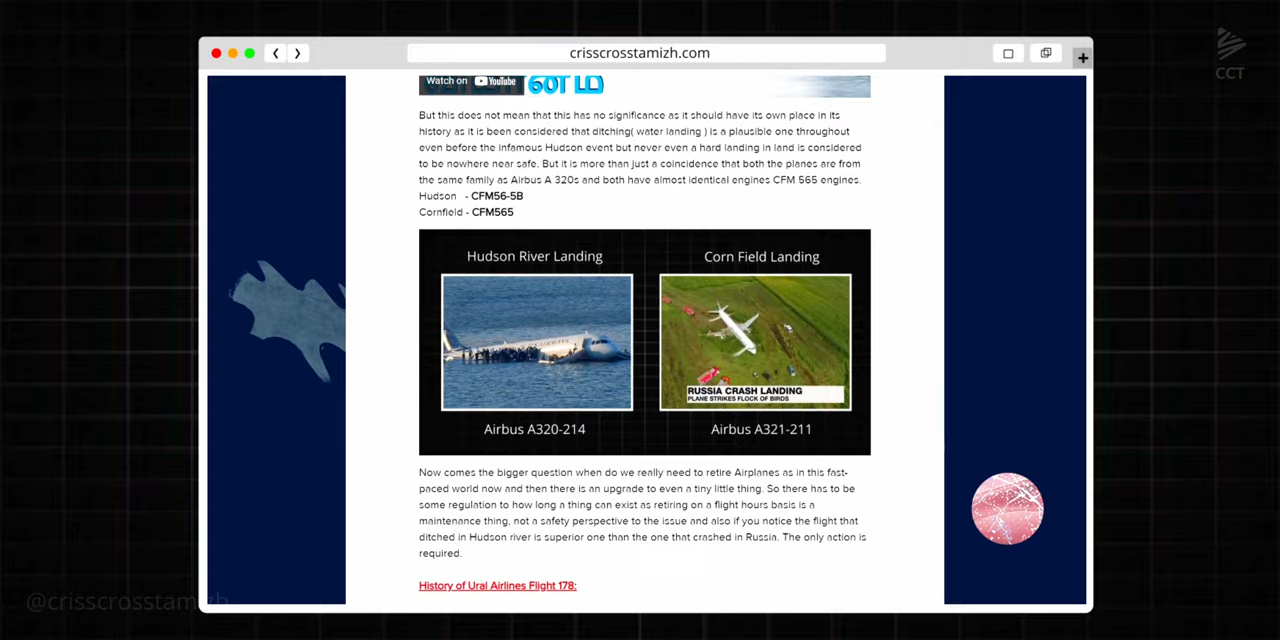 crisscrosstamizh.com
CCT
Watch on YouTube
But this does not mean that this has no significance as it should have its own place in its
history as it is been considered that ditching( water landing ) is a plausible one throughout
even before the infamous Hudson event but never even a hard landing in land is considered
to be nowhere near safe. But it is more than just a coincidence that both the planes are from
the same family as Airbus A 320s and both have almost identical engines CFM 565 engines.
Hudson - CFM56-5B
Cornfield - CFM565
Hudson River Landing
Corn Field Landing
RUSSIA CRASH LANDING
PLANE STRIKES FLOCK OF BIRDS
Airbus A320-214
Airbus A321-211
Now comes the bigger question when do we really need to retire Airplanes as in this fast-
paced world now and then there is an upgrade to even a tiny little thing. So there has to be
some regulation to how long a thing can exist as retiring on a flight hours basis is a
maintenance thing, not a safety perspective to the issue and also if you notice the flight that
ditched in Hudson river is superior one than the one that crashed in Russia. The only action is
required.
History of Ural Airlines Flight 178:
@crisscrosstamizh